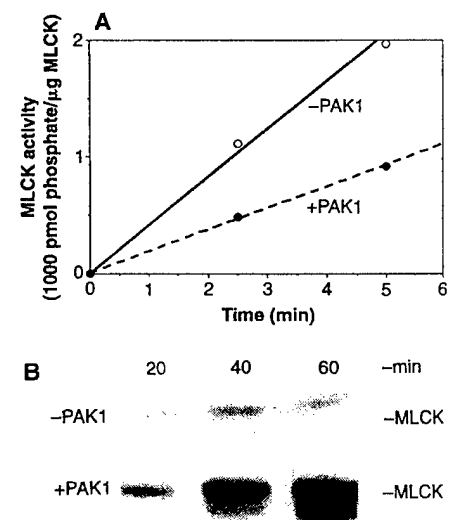 A
MLCK activity
(1000 pmol phosphate/µg MLCK)
2
1
0
–PAK1
+PAK1
0 1 2 3 4 5 6
Time (min)
B
20 40 60 –min
–PAK1 –MLCK
+PAK1 –MLCK